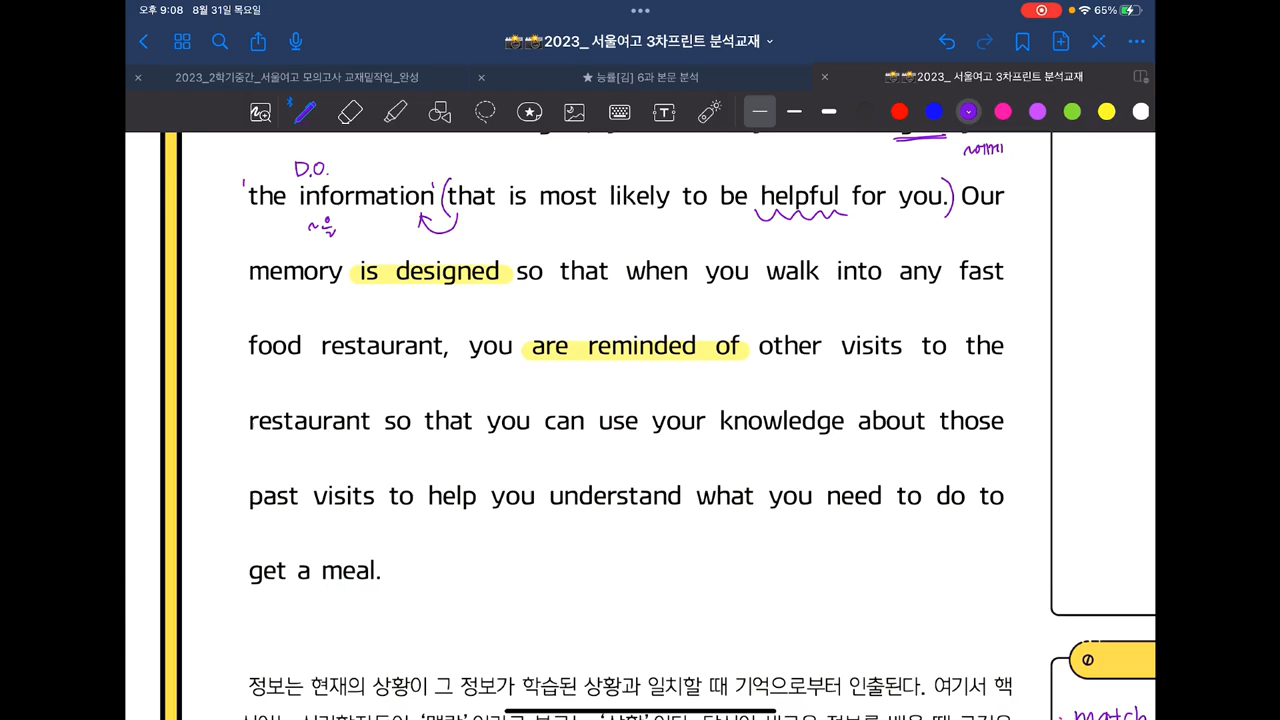 오후 9:08 8월 31일 목요일
65%
2023_ 서울여고 3차프린트 분석교재
2023_2학기중간_서울여고 모의고사 교재밑작업_완성
★ 능률[김] 6과 본문 분석
2023_ 서울여고 3차프린트 분석교재
~에게
D.O.
'the information' (that is most likely to be helpful for you.) Our
~을
memory is designed so that when you walk into any fast
food restaurant, you are reminded of other visits to the
restaurant so that you can use your knowledge about those
past visits to help you understand what you need to do to
get a meal.
정보는 현재의 상황이 그 정보가 학습된 상황과 일치할 때 기억으로부터 인출된다. 여기서 핵
match